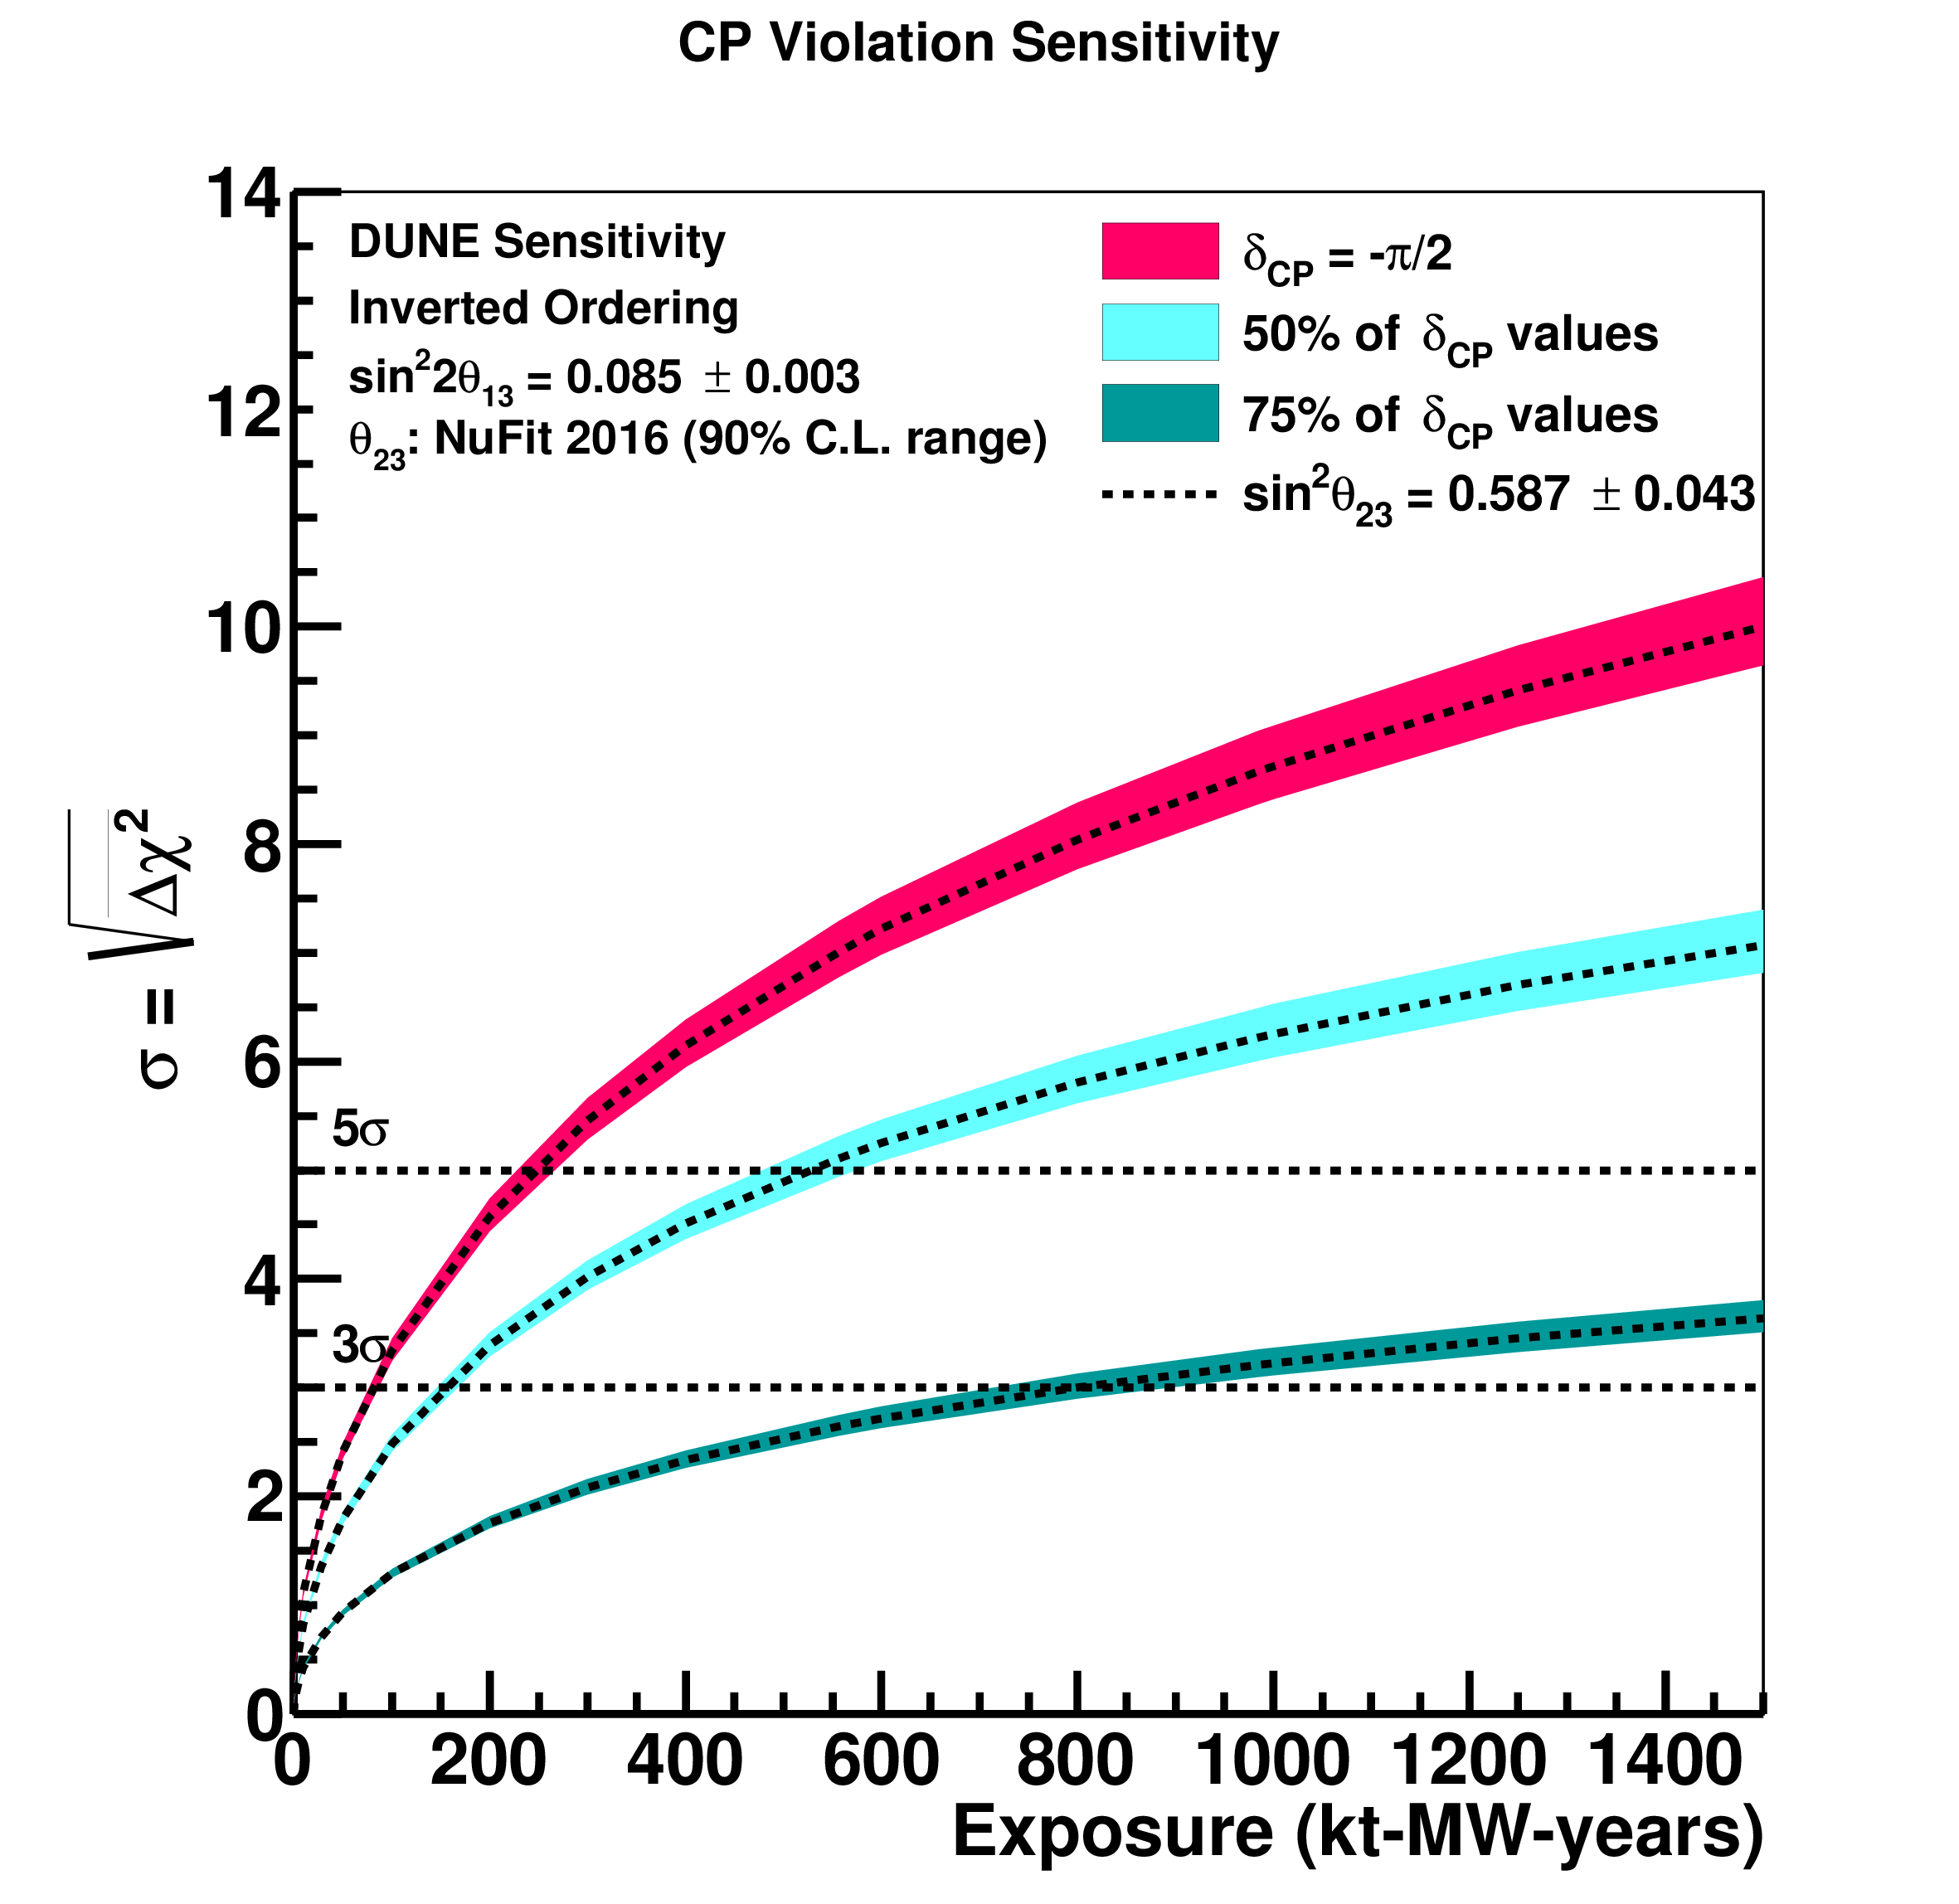 CP Violation Sensitivity
DUNE Sensitivity
Inverted Ordering
sin²2θ₁₃ = 0.085 ± 0.003
θ₂₃: NuFit 2016 (90% C.L. range)
δCP = -π/2
50% of δCP values
75% of δCP values
sin²θ₂₃ = 0.587 ± 0.043
14
12
10
8
6
4
2
0
σ = √Δχ²
5σ
3σ
0 200 400 600 800 1000 1200 1400
Exposure (kt-MW-years)